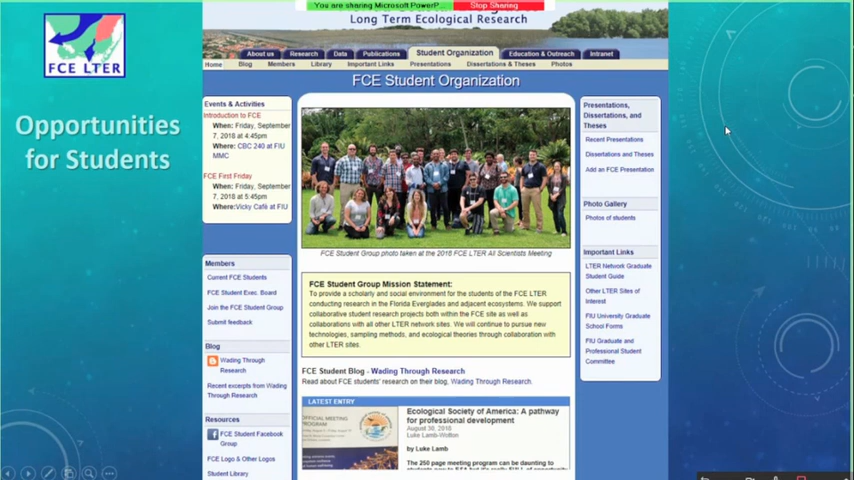 You are sharing Microsoft PowerP...
Stop Sharing
Long Term Ecological Research
About us
Research
Data
Publications
Student Organization
Education & Outreach
Intranet
Home
Blog
Members
Library
Important Links
Presentations
Dissertations & Theses
Photos
FCE LTER
Opportunities
for Students
FCE Student Organization
Events & Activities
Introduction to FCE
When: Friday, September
7, 2018 at 4:45pm
Where: CBC 240 at FIU
MMC
FCE First Friday
When: Friday, September
7, 2018 at 5:45pm
Where:Vicky Café at FIU
Members
Current FCE Students
FCE Student Exec. Board
Join the FCE Student Group
Submit feedback
Blog
Wading Through
Research
Recent excerpts from Wading
Through Research
Resources
FCE Student Facebook
Group
FCE Logo & Other Logos
Student Library
FCE Student Group photo taken at the 2018 FCE LTER All Scientists Meeting
FCE Student Group Mission Statement:
To provide a scholarly and social environment for the students of the FCE LTER
conducting research in the Florida Everglades and adjacent ecosystems. We support
collaborative student research projects both within the FCE site as well as
collaborations with all other LTER network sites. We will continue to pursue new
technologies, sampling methods, and ecological theories through collaboration with
other LTER sites.
FCE Student Blog - Wading Through Research
Read about FCE students' research on their blog, Wading Through Research.
LATEST ENTRY
OFFICIAL MEETING
PROGRAM
Ecological Society of America: A pathway
for professional development
August 30, 2018
Luke Lamb-Wotton
by Luke Lamb
The 250 page meeting program can be daunting to
Presentations,
Dissertations, and
Theses
Recent Presentations
Dissertations and Theses
Add an FCE Presentation
Photo Gallery
Photos of students
Important Links
LTER Network Graduate
Student Guide
Other LTER Sites of
Interest
FIU University Graduate
School Forms
FIU Graduate and
Professional Student
Committee